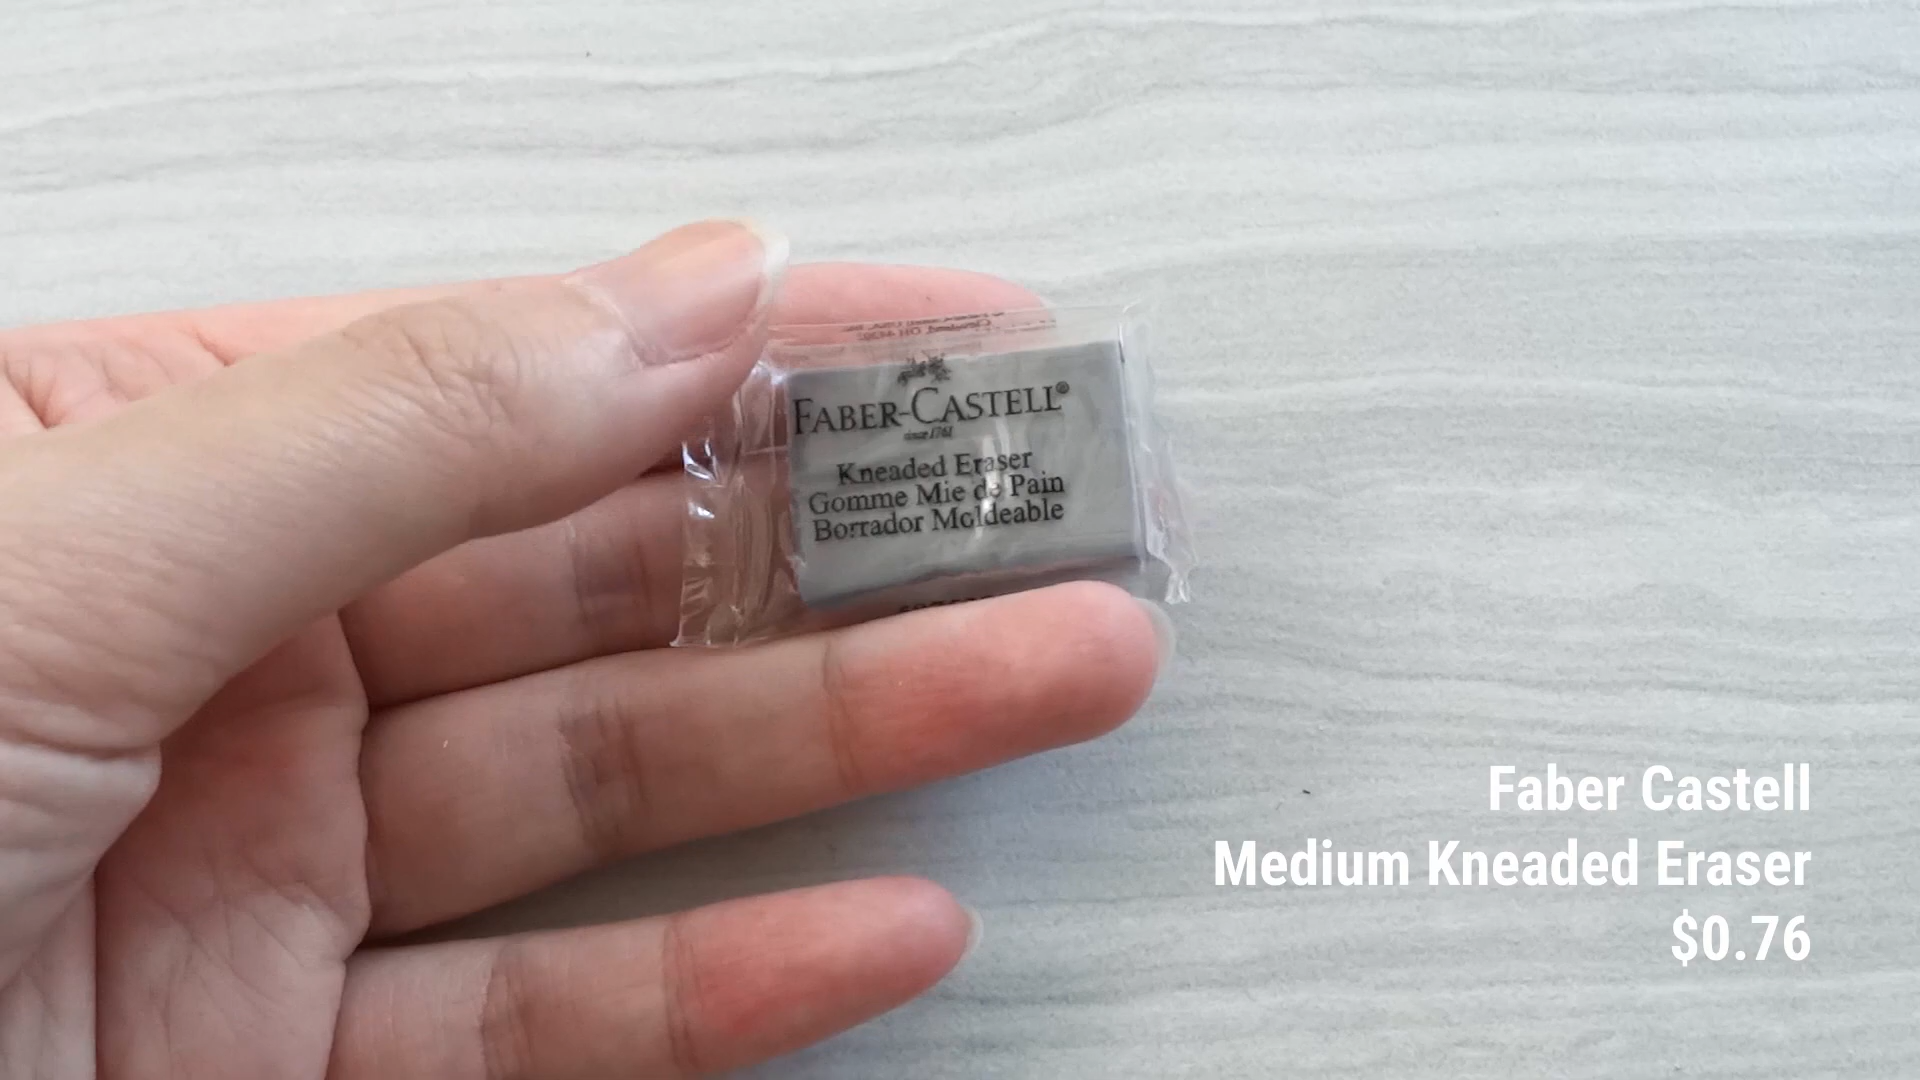 FABER-CASTELL®
since 1761
Kneaded Eraser
Gomme Mie de Pain
Borrador Moldeable
Faber Castell
Medium Kneaded Eraser
$0.76